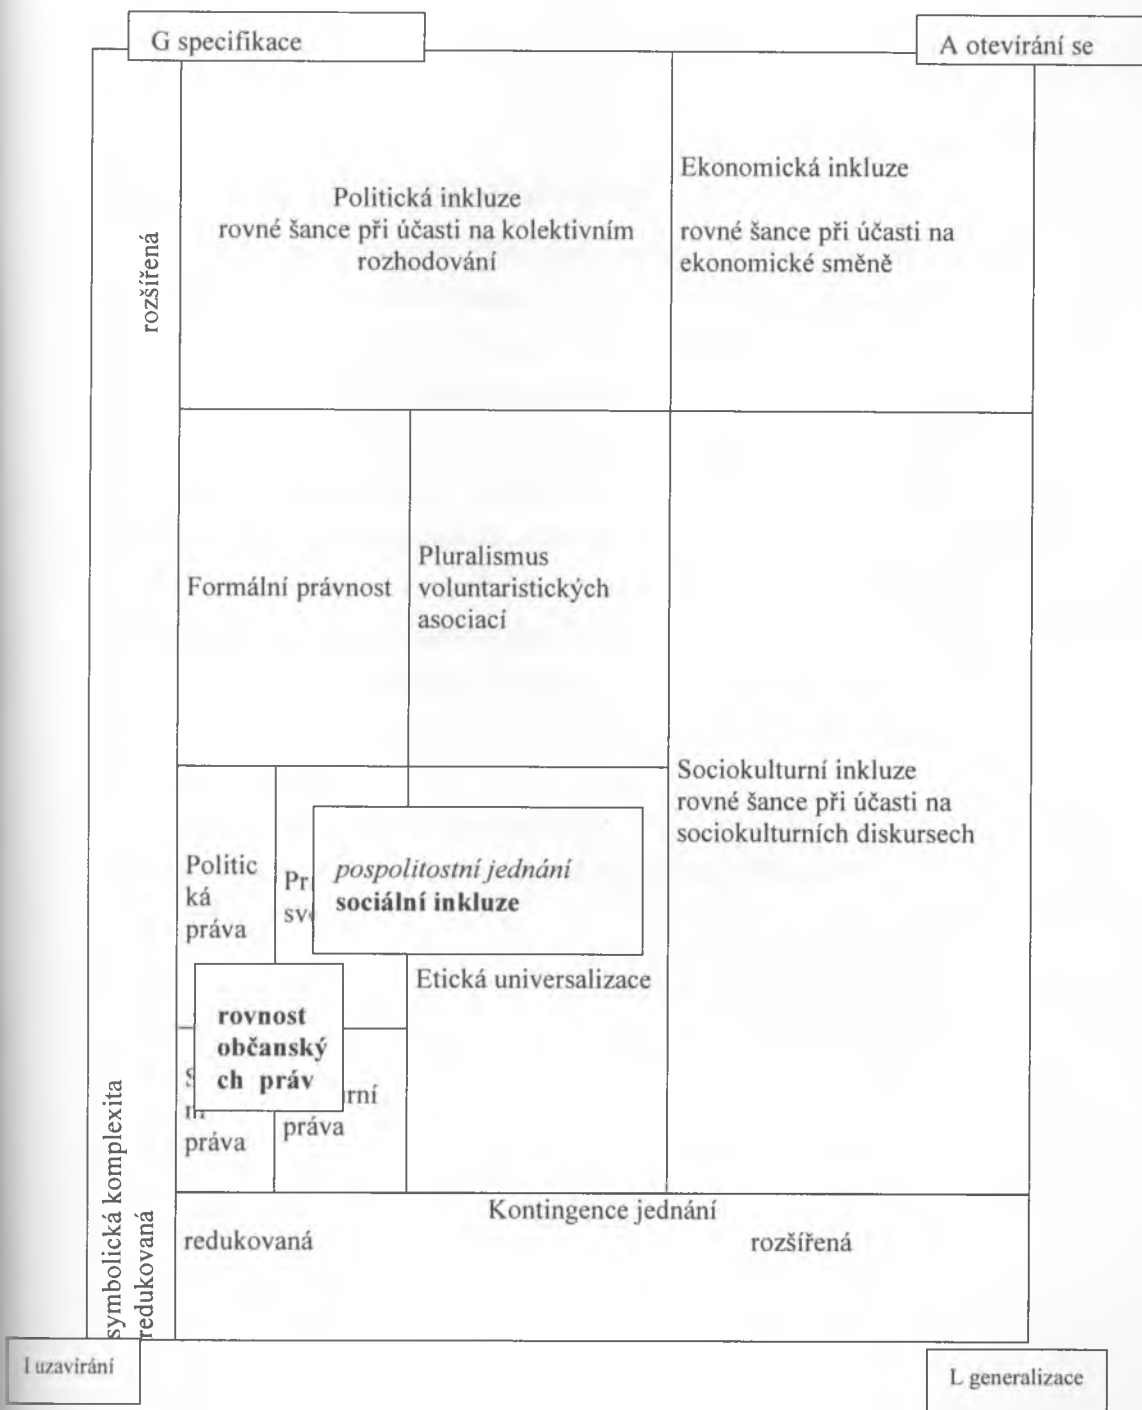 G specifikace
A otevírání se
rozšířená
Politická inkluze
rovné šance při účasti na kolektivním
rozhodování
Ekonomická inkluze
rovné šance při účasti na
ekonomické směně
Formální právnost
Pluralismus
voluntaristických
asociací
Sociokulturní inkluze
rovné šance při účasti na
sociokulturních diskursech
Politic
ká
práva
pospolitostní jednání
sociální inkluze
Etická universalizace
rovnost
občanský
ch práv
práva
rní
práva
symbolická komplexita
redukovaná
Kontingence jednání
redukovaná
rozšířená
I uzavírání
L generalizace